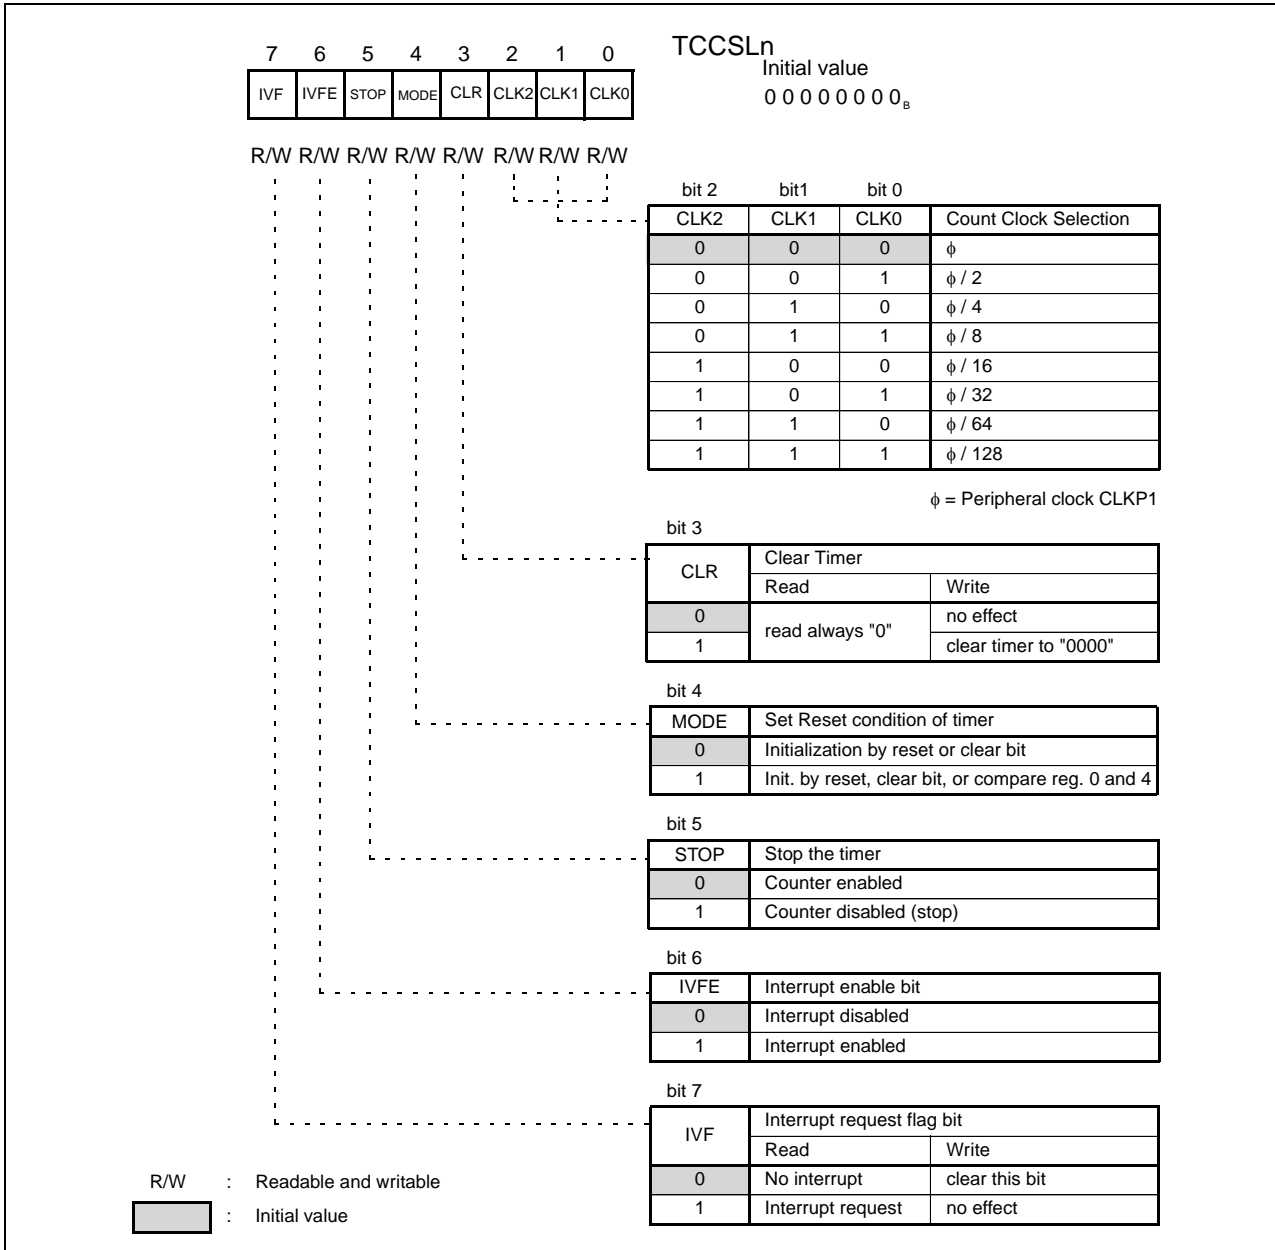 TCCSLn
7 6 5 4 3 2 1 0
Initial value
IVF IVFE STOP MODE CLR CLK2 CLK1 CLK0
0 0 0 0 0 0 0 0 B
R/W R/W R/W R/W R/W R/W R/W R/W
bit 2 bit1 bit 0
CLK2 CLK1 CLK0 Count Clock Selection
0 0 0 ϕ
0 0 1 ϕ / 2
0 1 0 ϕ / 4
0 1 1 ϕ / 8
1 0 0 ϕ / 16
1 0 1 ϕ / 32
1 1 0 ϕ / 64
1 1 1 ϕ / 128
ϕ = Peripheral clock CLKP1
bit 3
CLR Clear Timer
Read Write
0 read always "0" no effect
1 clear timer to "0000"
bit 4
MODE Set Reset condition of timer
0 Initialization by reset or clear bit
1 Init. by reset, clear bit, or compare reg. 0 and 4
bit 5
STOP Stop the timer
0 Counter enabled
1 Counter disabled (stop)
bit 6
IVFE Interrupt enable bit
0 Interrupt disabled
1 Interrupt enabled
bit 7
IVF Interrupt request flag bit
Read Write
0 No interrupt clear this bit
1 Interrupt request no effect
R/W : Readable and writable
: Initial value